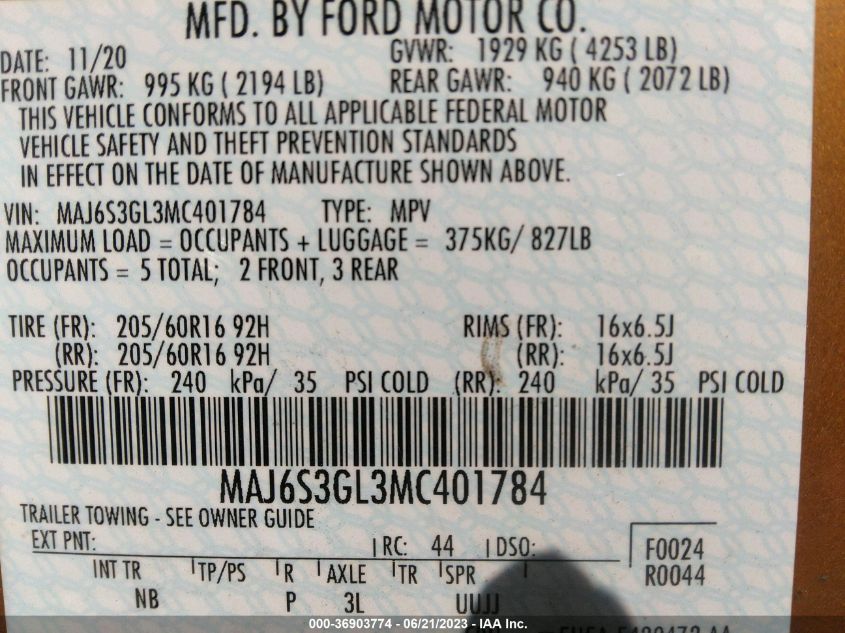 MFD. BY FORD MOTOR CO.
DATE: 11/20 GVWR: 1929 KG ( 4253 LB)
FRONT GAWR: 995 KG ( 2194 LB) REAR GAWR: 940 KG ( 2072 LB)
THIS VEHICLE CONFORMS TO ALL APPLICABLE FEDERAL MOTOR
VEHICLE SAFETY AND THEFT PREVENTION STANDARDS
IN EFFECT ON THE DATE OF MANUFACTURE SHOWN ABOVE.
VIN: MAJ6S3GL3MC401784 TYPE: MPV
MAXIMUM LOAD = OCCUPANTS + LUGGAGE = 375KG/ 827LB
OCCUPANTS = 5 TOTAL; 2 FRONT, 3 REAR
TIRE (FR): 205/60R16 92H RIMS (FR): 16x6.5J
(RR): 205/60R16 92H (RR): 16x6.5J
PRESSURE (FR): 240 kPa/ 35 PSI COLD (RR): 240 kPa/ 35 PSI COLD
MAJ6S3GL3MC401784
TRAILER TOWING - SEE OWNER GUIDE
EXT PNT: RC: 44 DSO: F0024
INT TR TP/PS R AXLE TR SPR R0044
NB P 3L UUJJ
000-36903774 - 06/21/2023 - IAA Inc.